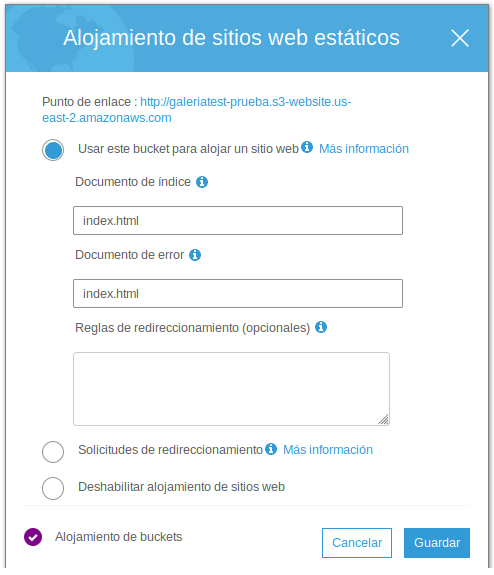 Alojamiento de sitios web estáticos
Punto de enlace : http://galeriatest-prueba.s3-website.us-
east-2.amazonaws.com
Usar este bucket para alojar un sitio web Más información
Documento de índice
index.html
Documento de error
index.html
Reglas de redireccionamiento (opcionales)
Solicitudes de redireccionamiento Más información
Deshabilitar alojamiento de sitios web
Alojamiento de buckets
Cancelar
Guardar